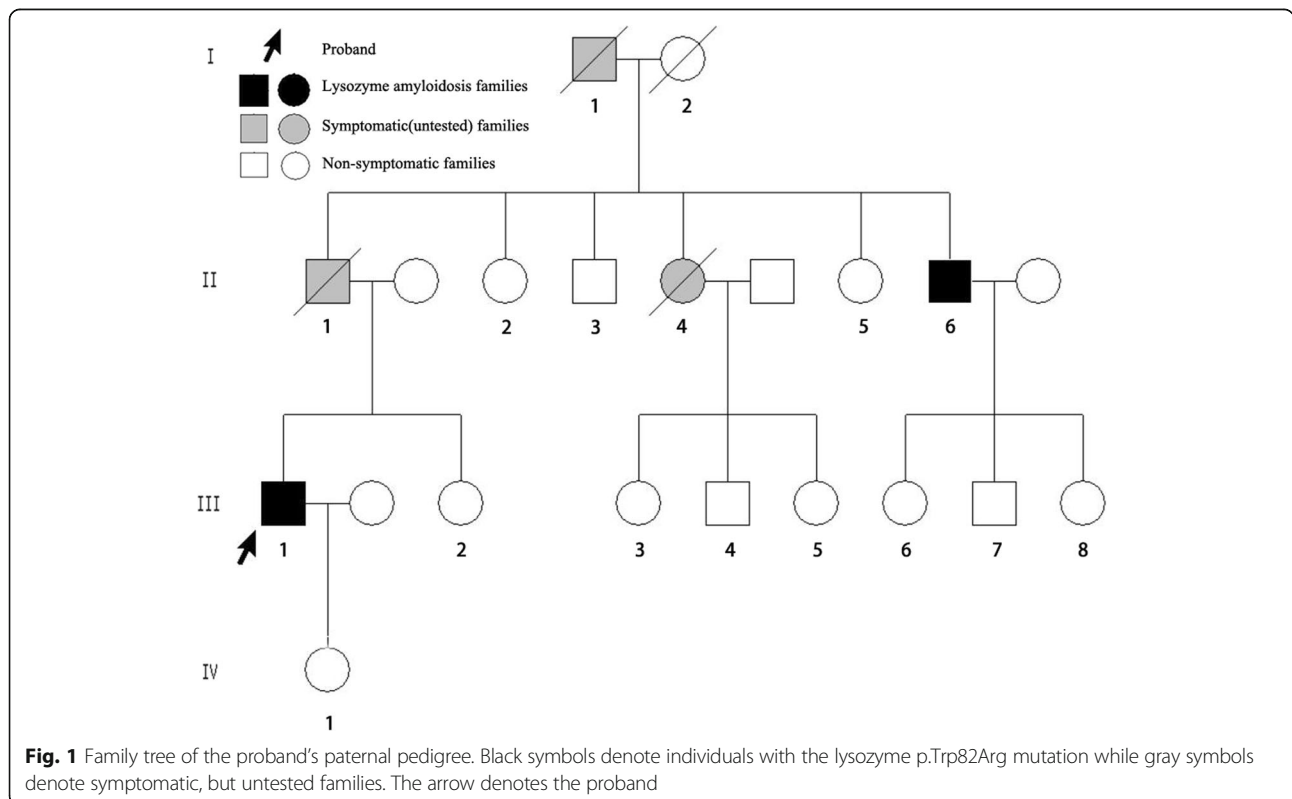 I
Proband
Lysozyme amyloidosis families
Symptomatic(untested) families
Non-symptomatic families
1 2
II
1 2 3 4 5 6
III
1 2 3 4 5 6 7 8
IV
1
Fig. 1 Family tree of the proband’s paternal pedigree. Black symbols denote individuals with the lysozyme p.Trp82Arg mutation while gray symbols
denote symptomatic, but untested families. The arrow denotes the proband